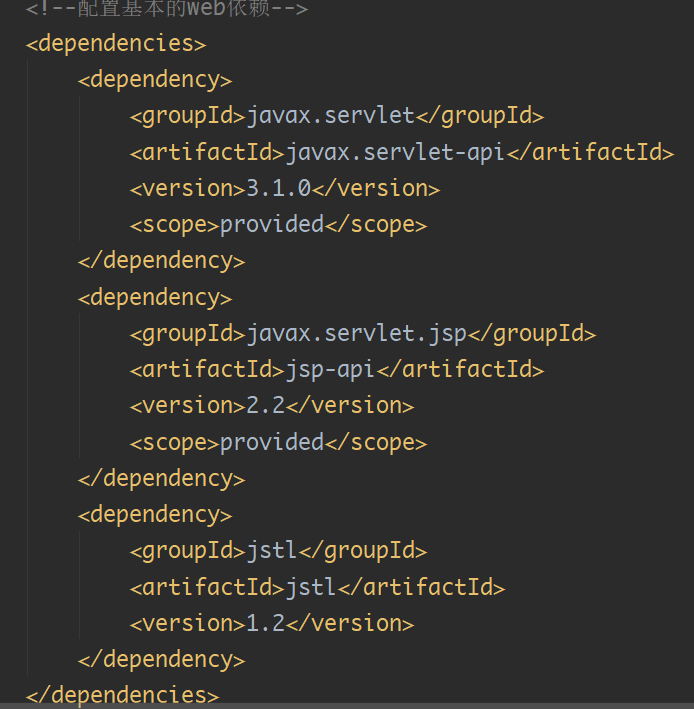 <!--配置基本的web依赖-->
<dependencies>
<dependency>
<groupId>javax.servlet</groupId>
<artifactId>javax.servlet-api</artifactId>
<version>3.1.0</version>
<scope>provided</scope>
</dependency>
<dependency>
<groupId>javax.servlet.jsp</groupId>
<artifactId>jsp-api</artifactId>
<version>2.2</version>
<scope>provided</scope>
</dependency>
<dependency>
<groupId>jstl</groupId>
<artifactId>jstl</artifactId>
<version>1.2</version>
</dependency>
</dependencies>